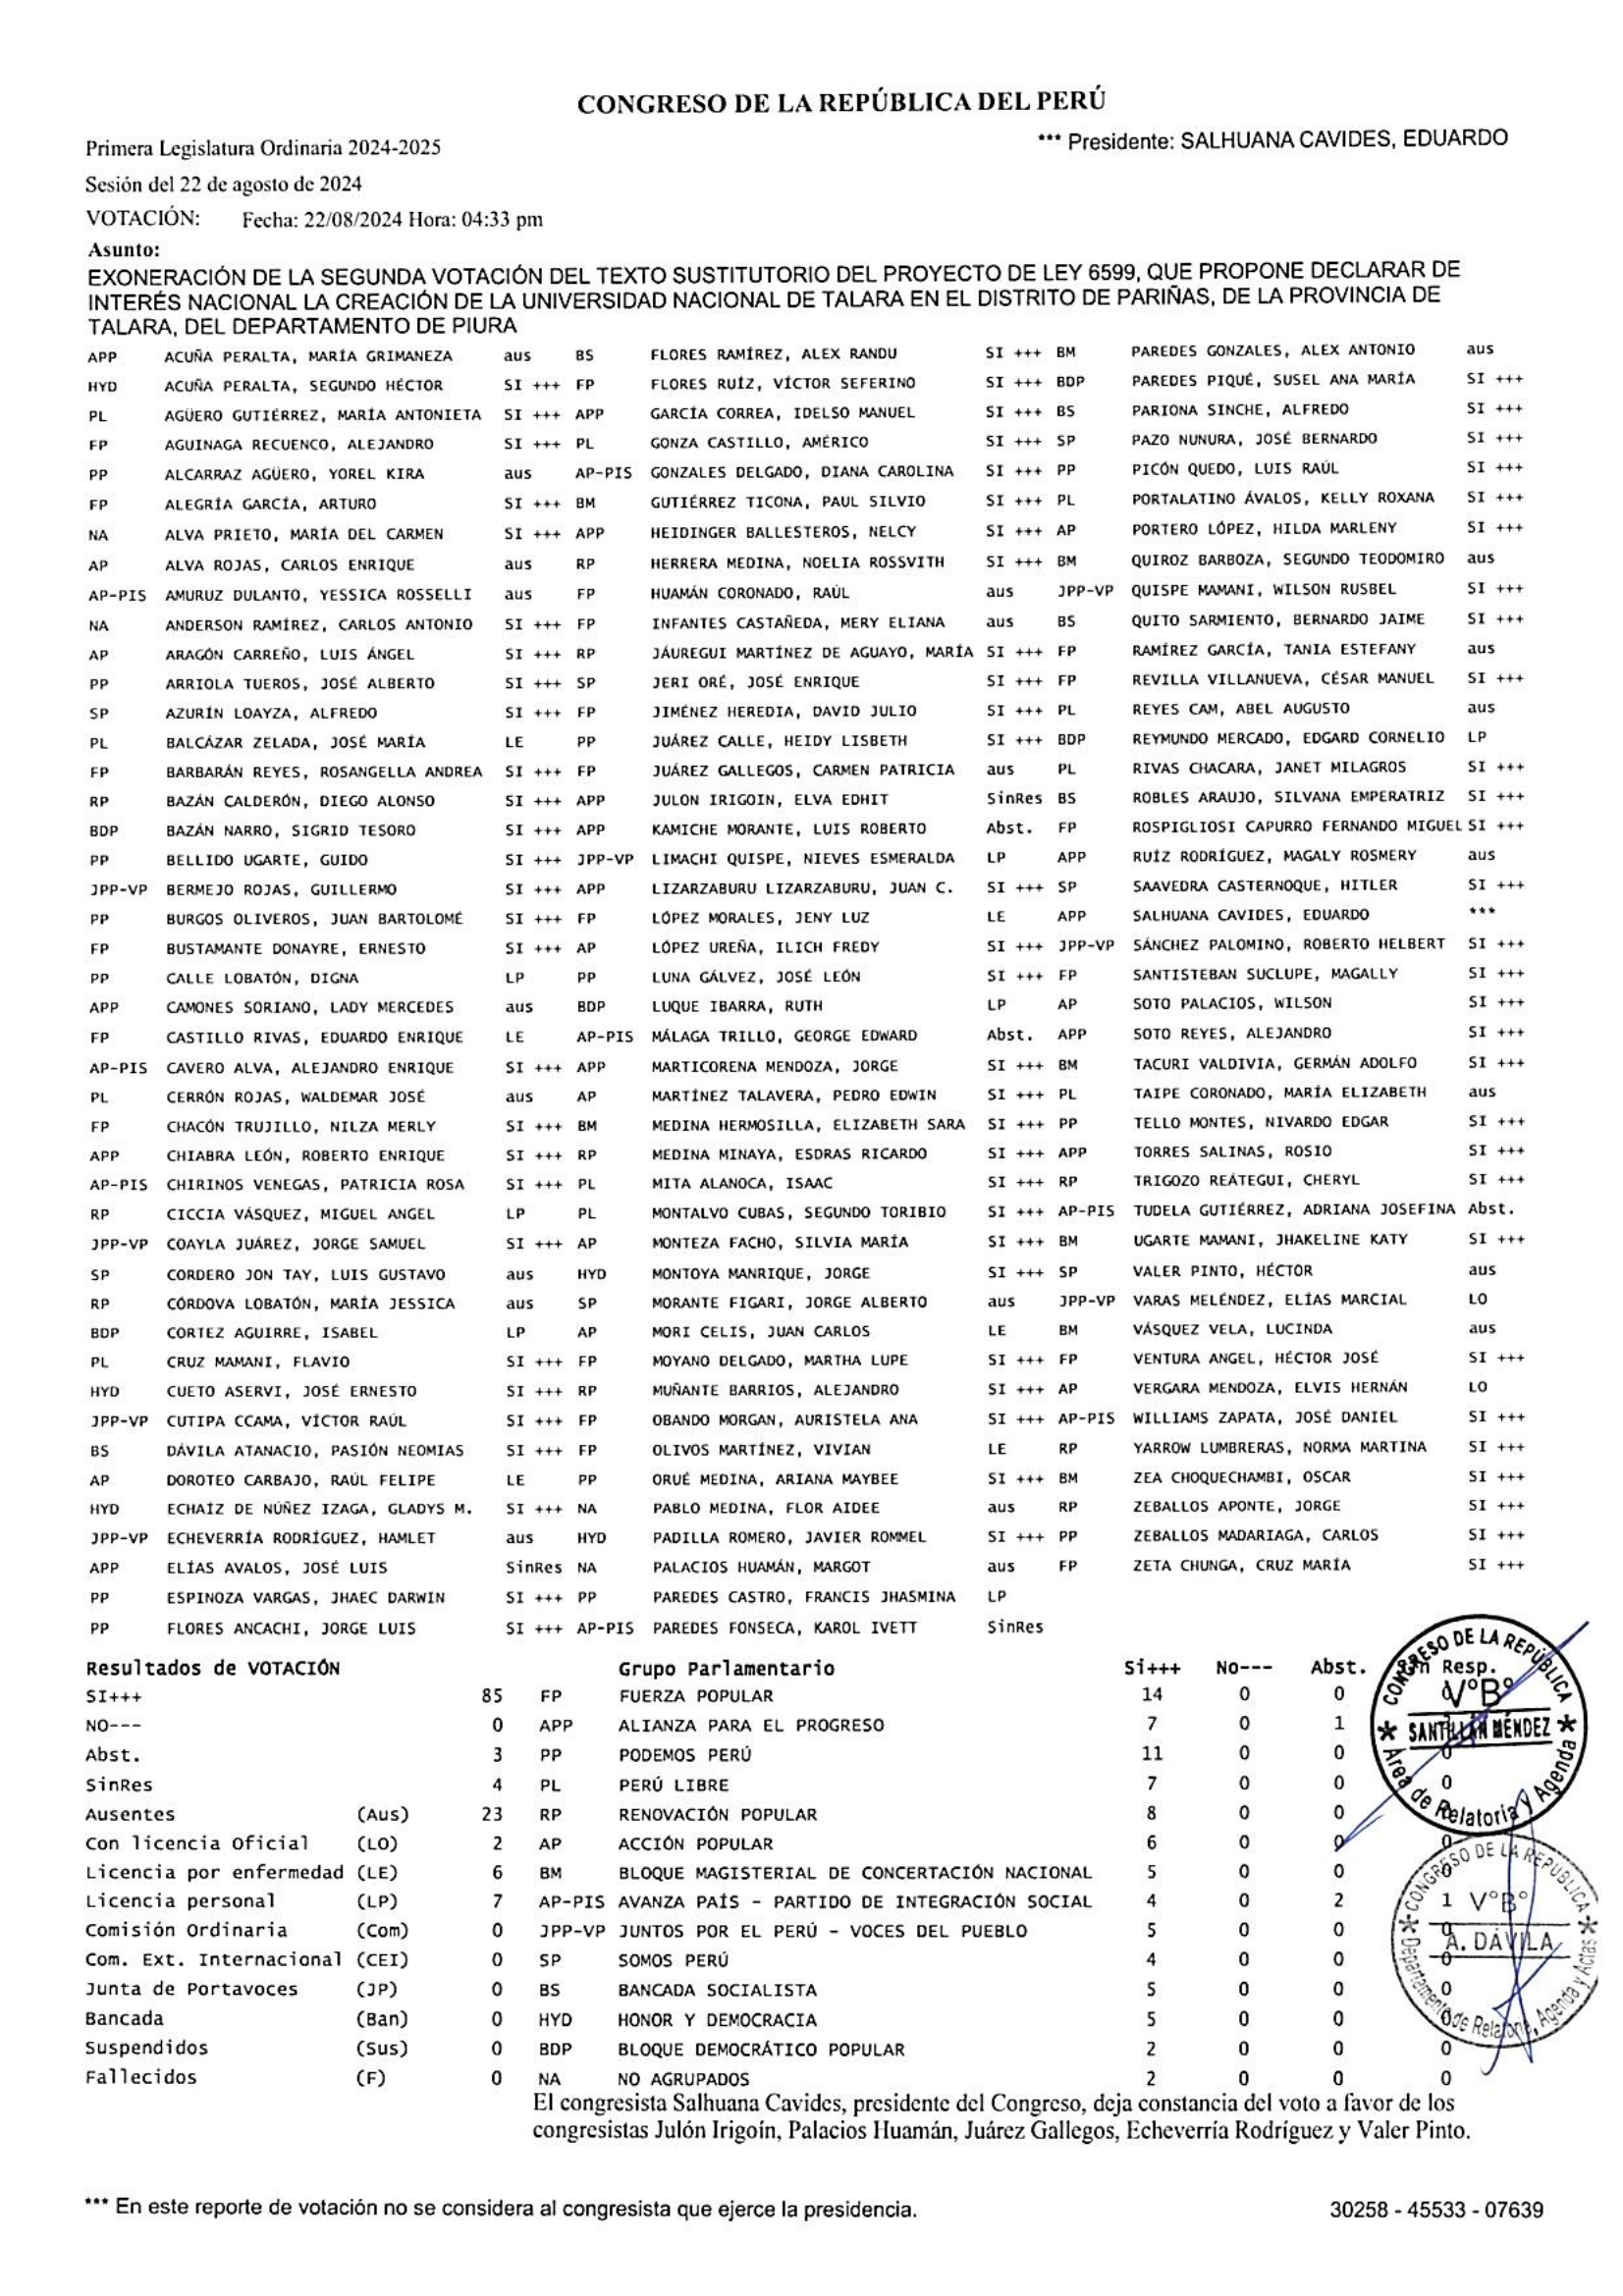 CONGRESO DE LA REPÚBLICA DEL PERÚ
Primera Legislatura Ordinaria 2024-2025
*** Presidente: SALHUANA CAVIDES, EDUARDO
Sesión del 22 de agosto de 2024
VOTACIÓN: Fecha: 22/08/2024 Hora: 04:33 pm
Asunto:
EXONERACIÓN DE LA SEGUNDA VOTACIÓN DEL TEXTO SUSTITUTORIO DEL PROYECTO DE LEY 6599, QUE PROPONE DECLARAR DE
INTERÉS NACIONAL LA CREACIÓN DE LA UNIVERSIDAD NACIONAL DE TALARA EN EL DISTRITO DE PARIÑAS, DE LA PROVINCIA DE
TALARA, DEL DEPARTAMENTO DE PIURA
APP ACUÑA PERALTA, MARÍA GRIMANEZA aus BS FLORES RAMÍREZ, ALEX RANDU SI +++ BM PAREDES GONZALES, ALEX ANTONIO aus
HYD ACUÑA PERALTA, SEGUNDO HÉCTOR SI +++ FP FLORES RUÍZ, VÍCTOR SEFERINO SI +++ BDP PAREDES PIQUÉ, SUSEL ANA MARÍA SI +++
PL AGÜERO GUTIÉRREZ, MARÍA ANTONIETA SI +++ APP GARCÍA CORREA, IDELSO MANUEL SI +++ BS PARIONA SINCHE, ALFREDO SI +++
FP AGUINAGA RECUENCO, ALEJANDRO SI +++ PL GONZA CASTILLO, AMÉRICO SI +++ SP PAZO NUNURA, JOSÉ BERNARDO SI +++
PP ALCARRAZ AGÜERO, YOREL KIRA aus AP-PIS GONZALES DELGADO, DIANA CAROLINA SI +++ PP PICÓN QUEDO, LUIS RAÚL SI +++
FP ALEGRÍA GARCÍA, ARTURO SI +++ BM GUTIÉRREZ TICONA, PAUL SILVIO SI +++ PL PORTALATINO ÁVALOS, KELLY ROXANA SI +++
NA ALVA PRIETO, MARÍA DEL CARMEN SI +++ APP HEIDINGER BALLESTEROS, NELCY SI +++ AP PORTERO LÓPEZ, HILDA MARLENY SI +++
AP ALVA ROJAS, CARLOS ENRIQUE aus RP HERRERA MEDINA, NOELIA ROSSVITH SI +++ BM QUIROZ BARBOZA, SEGUNDO TEODOMIRO aus
AP-PIS AMURUZ DULANTO, YESSICA ROSSELLI aus FP HUAMÁN CORONADO, RAÚL aus JPP-VP QUISPE MAMANI, WILSON RUSBEL SI +++
NA ANDERSON RAMÍREZ, CARLOS ANTONIO SI +++ FP INFANTES CASTAÑEDA, MERY ELIANA aus BS QUITO SARMIENTO, BERNARDO JAIME SI +++
AP ARAGÓN CARREÑO, LUIS ÁNGEL SI +++ RP JÁUREGUI MARTÍNEZ DE AGUAYO, MARÍA SI +++ FP RAMÍREZ GARCÍA, TANIA ESTEFANY aus
PP ARRIOLA TUEROS, JOSÉ ALBERTO SI +++ SP JERI ORÉ, JOSÉ ENRIQUE SI +++ FP REVILLA VILLANUEVA, CÉSAR MANUEL SI +++
SP AZURÍN LOAYZA, ALFREDO SI +++ FP JIMÉNEZ HEREDIA, DAVID JULIO SI +++ PL REYES CAM, ABEL AUGUSTO aus
PL BALCÁZAR ZELADA, JOSÉ MARÍA LE PP JUÁREZ CALLE, HEIDY LISBETH SI +++ BDP REYMUNDO MERCADO, EDGARD CORNELIO LP
FP BARBARÁN REYES, ROSANGELLA ANDREA SI +++ FP JUÁREZ GALLEGOS, CARMEN PATRICIA aus PL RIVAS CHACARA, JANET MILAGROS SI +++
RP BAZÁN CALDERÓN, DIEGO ALONSO SI +++ APP JULON IRIGOIN, ELVA EDHIT SinRes BS ROBLES ARAUJO, SILVANA EMPERATRIZ SI +++
BDP BAZÁN NARRO, SIGRID TESORO SI +++ APP KAMICHE MORANTE, LUIS ROBERTO Abst. FP ROSPIGLIOSI CAPURRO FERNANDO MIGUEL SI +++
PP BELLIDO UGARTE, GUIDO SI +++ JPP-VP LIMACHI QUISPE, NIEVES ESMERALDA LP APP RUÍZ RODRÍGUEZ, MAGALY ROSMERY aus
JPP-VP BERMEJO ROJAS, GUILLERMO SI +++ APP LIZARZABURU LIZARZABURU, JUAN C. SI +++ SP SAAVEDRA CASTERNOQUE, HITLER SI +++
PP BURGOS OLIVEROS, JUAN BARTOLOMÉ SI +++ FP LÓPEZ MORALES, JENY LUZ LE APP SALHUANA CAVIDES, EDUARDO ***
FP BUSTAMANTE DONAYRE, ERNESTO SI +++ AP LÓPEZ UREÑA, ILICH FREDY SI +++ JPP-VP SÁNCHEZ PALOMINO, ROBERTO HELBERT SI +++
PP CALLE LOBATÓN, DIGNA LP PP LUNA GÁLVEZ, JOSÉ LEÓN SI +++ FP SANTISTEBAN SUCLUPE, MAGALLY SI +++
APP CAMONES SORIANO, LADY MERCEDES aus BDP LUQUE IBARRA, RUTH LP AP SOTO PALACIOS, WILSON SI +++
FP CASTILLO RIVAS, EDUARDO ENRIQUE LE AP-PIS MÁLAGA TRILLO, GEORGE EDWARD Abst. APP SOTO REYES, ALEJANDRO SI +++
AP-PIS CAVERO ALVA, ALEJANDRO ENRIQUE SI +++ APP MARTICORENA MENDOZA, JORGE SI +++ BM TACURI VALDIVIA, GERMÁN ADOLFO SI +++
PL CERRÓN ROJAS, WALDEMAR JOSÉ aus AP MARTÍNEZ TALAVERA, PEDRO EDWIN SI +++ PL TAIPE CORONADO, MARÍA ELIZABETH aus
FP CHACÓN TRUJILLO, NILZA MERLY SI +++ BM MEDINA HERMOSILLA, ELIZABETH SARA SI +++ PP TELLO MONTES, NIVARDO EDGAR SI +++
APP CHIABRA LEÓN, ROBERTO ENRIQUE SI +++ RP MEDINA MINAYA, ESDRAS RICARDO SI +++ APP TORRES SALINAS, ROSIO SI +++
AP-PIS CHIRINOS VENEGAS, PATRICIA ROSA SI +++ PL MITA ALANOCA, ISAAC SI +++ RP TRIGOZO REÁTEGUI, CHERYL SI +++
RP CICCIA VÁSQUEZ, MIGUEL ANGEL LP PL MONTALVO CUBAS, SEGUNDO TORIBIO SI +++ AP-PIS TUDELA GUTIÉRREZ, ADRIANA JOSEFINA Abst.
JPP-VP COAYLA JUÁREZ, JORGE SAMUEL SI +++ AP MONTEZA FACHO, SILVIA MARÍA SI +++ BM UGARTE MAMANI, JHAKELINE KATY SI +++
SP CORDERO JON TAY, LUIS GUSTAVO aus HYD MONTOYA MANRIQUE, JORGE SI +++ SP VALER PINTO, HÉCTOR aus
RP CÓRDOVA LOBATÓN, MARÍA JESSICA aus SP MORANTE FIGARI, JORGE ALBERTO aus JPP-VP VARAS MELÉNDEZ, ELÍAS MARCIAL LO
BDP CORTEZ AGUIRRE, ISABEL LP AP MORI CELIS, JUAN CARLOS LE BM VÁSQUEZ VELA, LUCINDA aus
PL CRUZ MAMANI, FLAVIO SI +++ FP MOYANO DELGADO, MARTHA LUPE SI +++ FP VENTURA ANGEL, HÉCTOR JOSÉ SI +++
HYD CUETO ASERVI, JOSÉ ERNESTO SI +++ RP MUÑANTE BARRIOS, ALEJANDRO SI +++ AP VERGARA MENDOZA, ELVIS HERNÁN LO
JPP-VP CUTIPA CCAMA, VÍCTOR RAÚL SI +++ FP OBANDO MORGAN, AURISTELA ANA SI +++ AP-PIS WILLIAMS ZAPATA, JOSÉ DANIEL SI +++
BS DÁVILA ATANACIO, PASIÓN NEOMIAS SI +++ FP OLIVOS MARTÍNEZ, VIVIAN LE RP YARROW LUMBRERAS, NORMA MARTINA SI +++
AP DOROTEO CARBAJO, RAÚL FELIPE LE PP ORUÉ MEDINA, ARIANA MAYBEE SI +++ BM ZEA CHOQUECHAMBI, OSCAR SI +++
HYD ECHAÍZ DE NÚÑEZ IZAGA, GLADYS M. SI +++ NA PABLO MEDINA, FLOR AIDEE aus RP ZEBALLOS APONTE, JORGE SI +++
JPP-VP ECHEVERRÍA RODRÍGUEZ, HAMLET aus HYD PADILLA ROMERO, JAVIER ROMMEL SI +++ PP ZEBALLOS MADARIAGA, CARLOS SI +++
APP ELÍAS AVALOS, JOSÉ LUIS SinRes NA PALACIOS HUAMÁN, MARGOT aus FP ZETA CHUNGA, CRUZ MARÍA SI +++
PP ESPINOZA VARGAS, JHAEC DARWIN SI +++ PP PAREDES CASTRO, FRANCIS JHASMINA LP
PP FLORES ANCACHI, JORGE LUIS SI +++ AP-PIS PAREDES FONSECA, KAROL IVETT SinRes
Resultados de VOTACIÓN Grupo Parlamentario Si+++ No--- Abst. Resp.
SI+++ 85 FP FUERZA POPULAR 14 0 0
NO--- 0 APP ALIANZA PARA EL PROGRESO 7 0 1
Abst. 3 PP PODEMOS PERÚ 11 0 0 0
SinRes 4 PL PERÚ LIBRE 7 0 0 0
Ausentes (Aus) 23 RP RENOVACIÓN POPULAR 8 0 0
Con licencia Oficial (LO) 2 AP ACCIÓN POPULAR 6 0 0 0
Licencia por enfermedad (LE) 6 BM BLOQUE MAGISTERIAL DE CONCERTACIÓN NACIONAL 5 0 0 0
Licencia personal (LP) 7 AP-PIS AVANZA PAÍS - PARTIDO DE INTEGRACIÓN SOCIAL 4 0 2 1
Comisión Ordinaria (Com) 0 JPP-VP JUNTOS POR EL PERÚ - VOCES DEL PUEBLO 5 0 0
Com. Ext. Internacional (CEI) 0 SP SOMOS PERÚ 4 0 0 0
Junta de Portavoces (JP) 0 BS BANCADA SOCIALISTA 5 0 0 0
Bancada (Ban) 0 HYD HONOR Y DEMOCRACIA 5 0 0 0
Suspendidos (Sus) 0 BDP BLOQUE DEMOCRÁTICO POPULAR 2 0 0 0
Fallecidos (F) 0 NA NO AGRUPADOS 2 0 0 0
CONGRESO DE LA REPÚBLICA
V°B°
SANTILLÁN MÉNDEZ
Área de Relatoría y Agenda
CONGRESO DE LA REPÚBLICA
V°B°
A. DÁVILA
Departamento de Relatoría, Agenda y Actas
El congresista Salhuana Cavides, presidente del Congreso, deja constancia del voto a favor de los
congresistas Julón Irigoín, Palacios Huamán, Juárez Gallegos, Echeverría Rodríguez y Valer Pinto.
*** En este reporte de votación no se considera al congresista que ejerce la presidencia.
30258 - 45533 - 07639